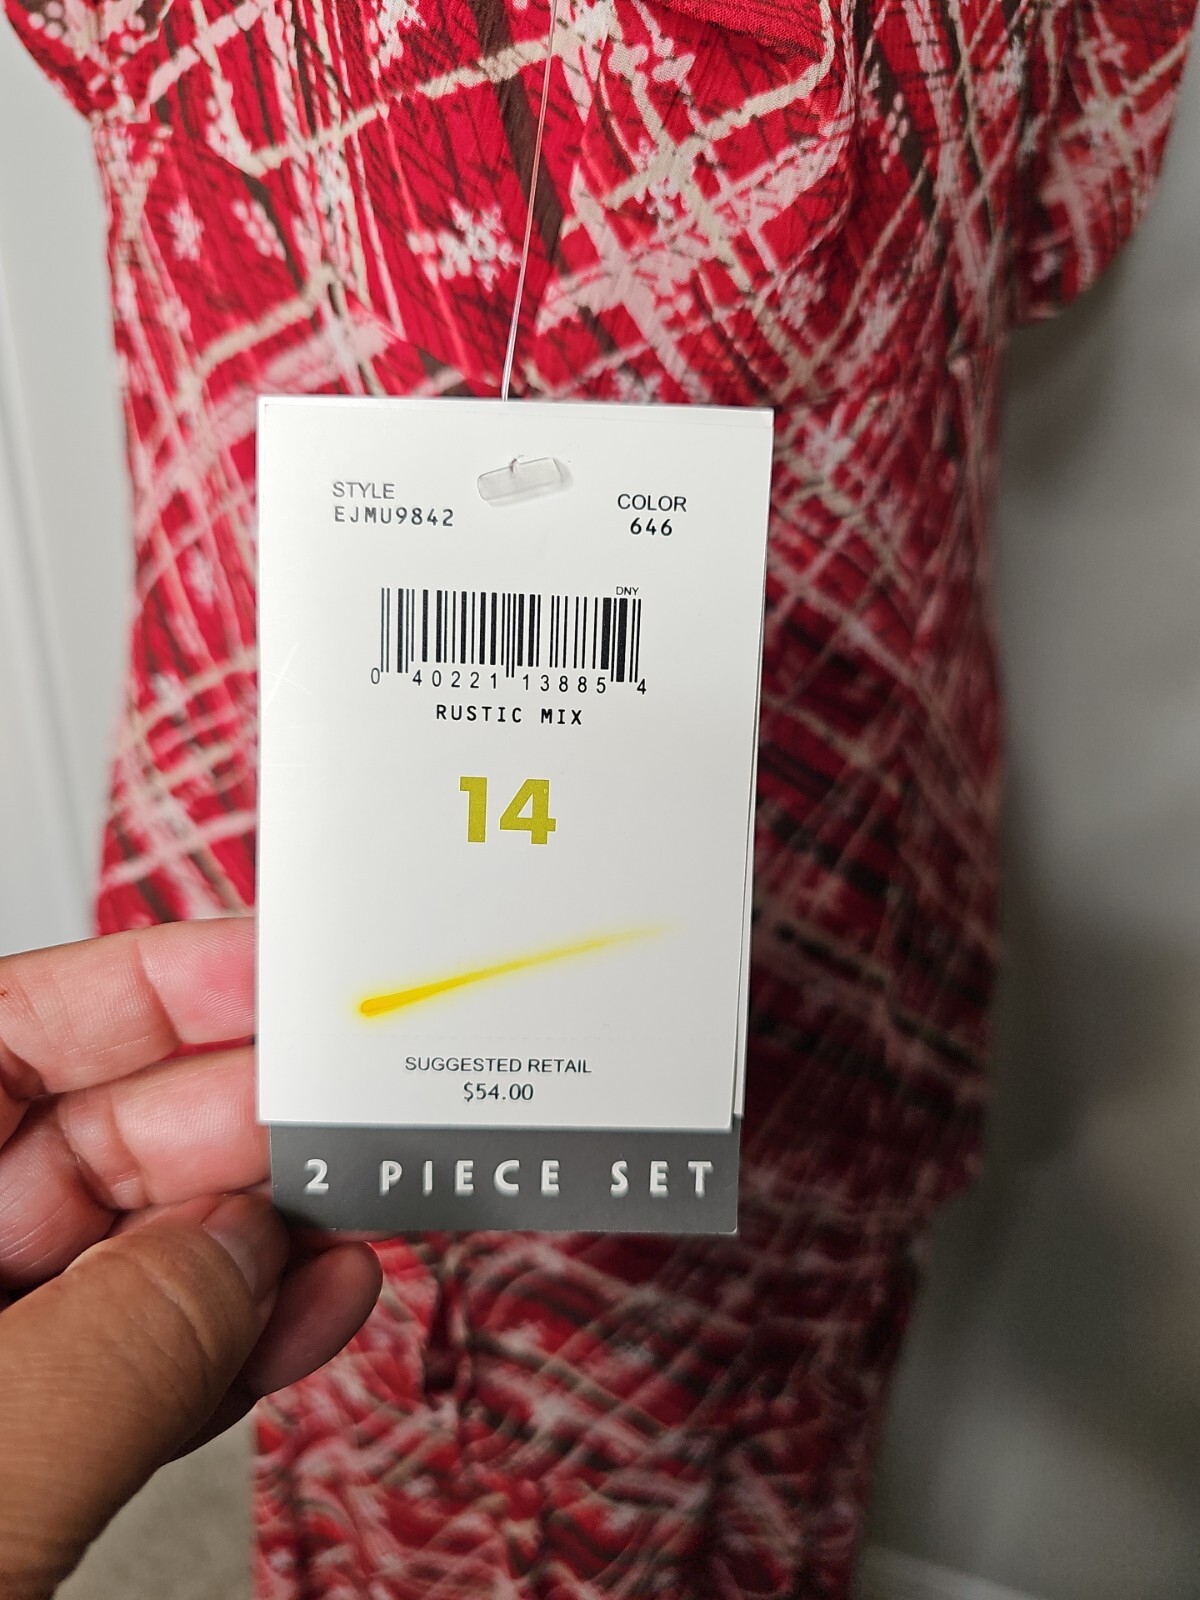 STYLE
EJMU9842
COLOR
646
DNY
0 40221 13885 4
RUSTIC MIX
14
SUGGESTED RETAIL
$54.00
2 PIECE SET